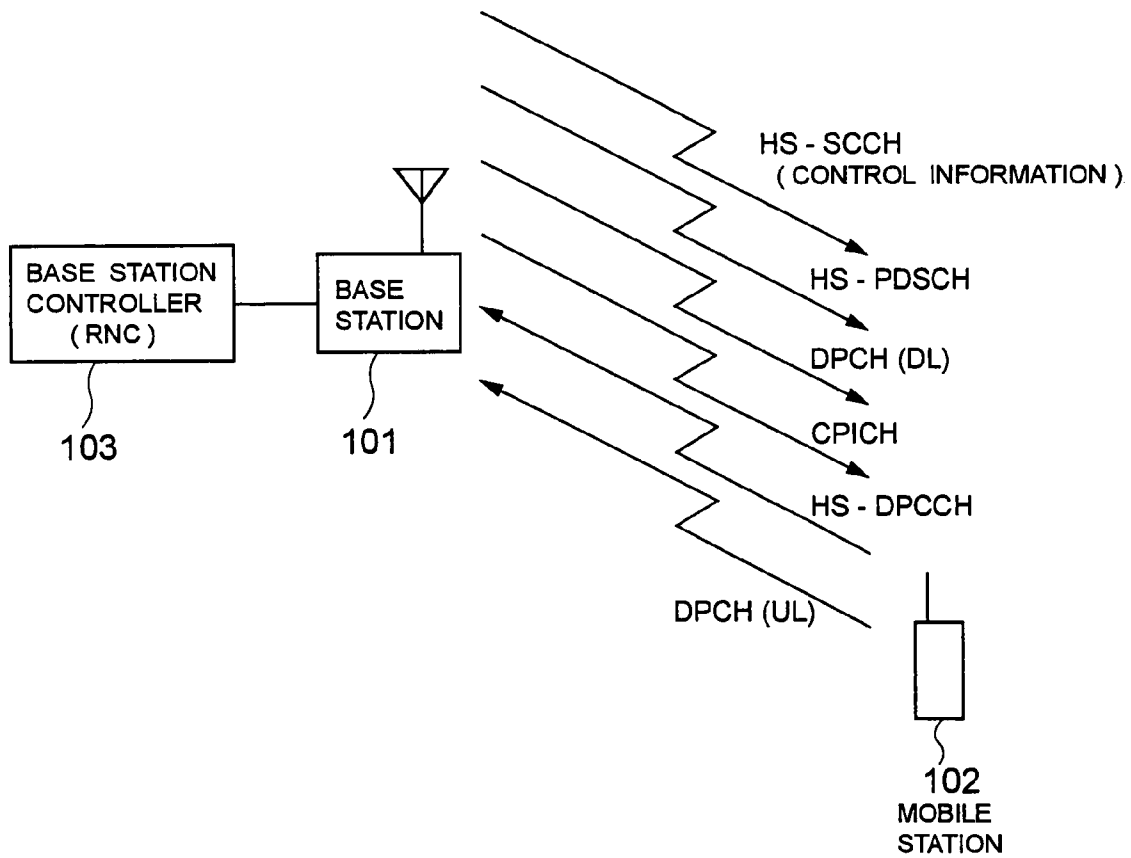 HS - SCCH
( CONTROL INFORMATION )
HS - PDSCH
DPCH (DL)
CPICH
HS - DPCCH
DPCH (UL)
BASE STATION
CONTROLLER
( RNC )
103
BASE
STATION
101
102
MOBILE
STATION